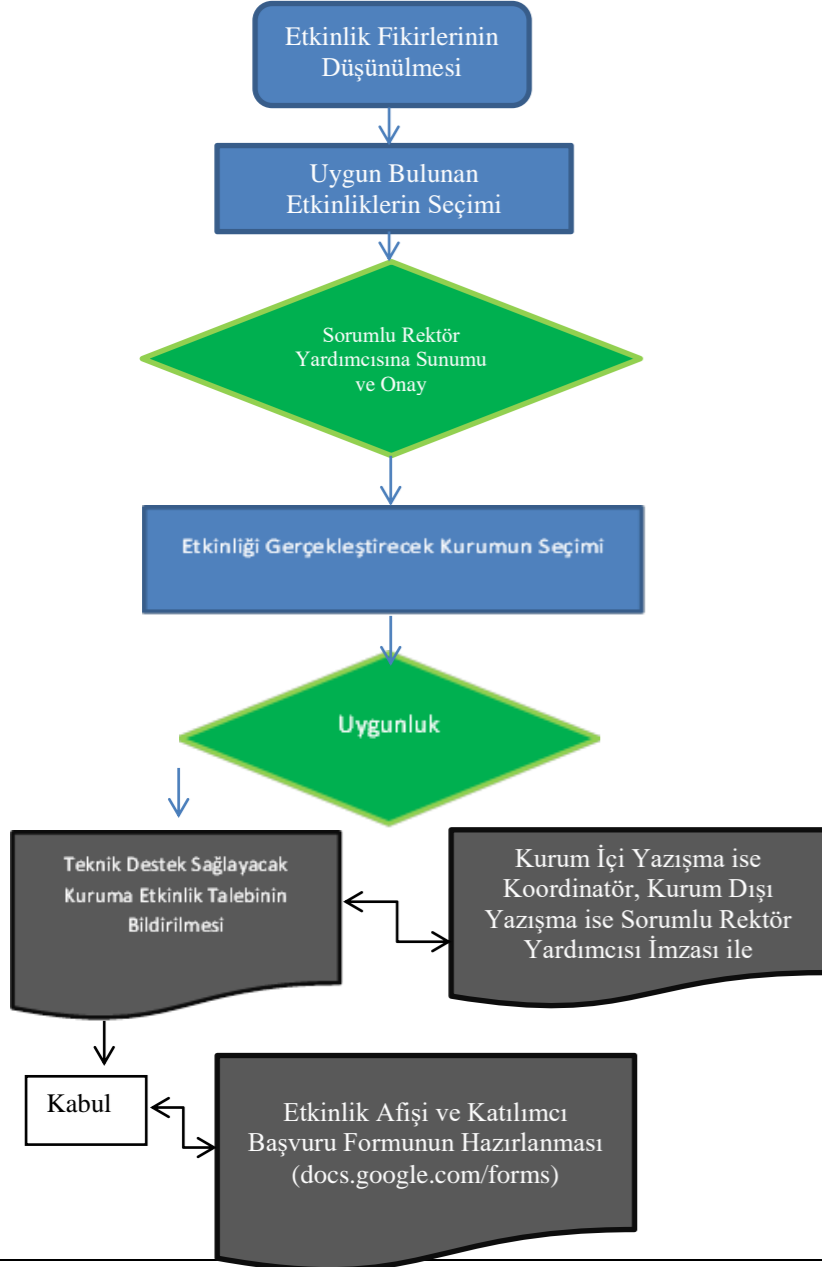 Etkinlik Fikirlerinin
Düşünülmesi
Uygun Bulunan
Etkinliklerin Seçimi
Sorumlu Rektör
Yardımcısına Sunumu
ve Onay
Etkinliği Gerçekleştirecek Kurumun Seçimi
Uygunluk
Teknik Destek Sağlayacak
Kuruma Etkinlik Talebinin
Bildirilmesi
Kurum İçi Yazışma ise
Koordinatör, Kurum Dışı
Yazışma ise Sorumlu Rektör
Yardımcısı İmzası ile
Kabul
Etkinlik Afişi ve Katılımcı
Başvuru Formunun Hazırlanması
(docs.google.com/forms)